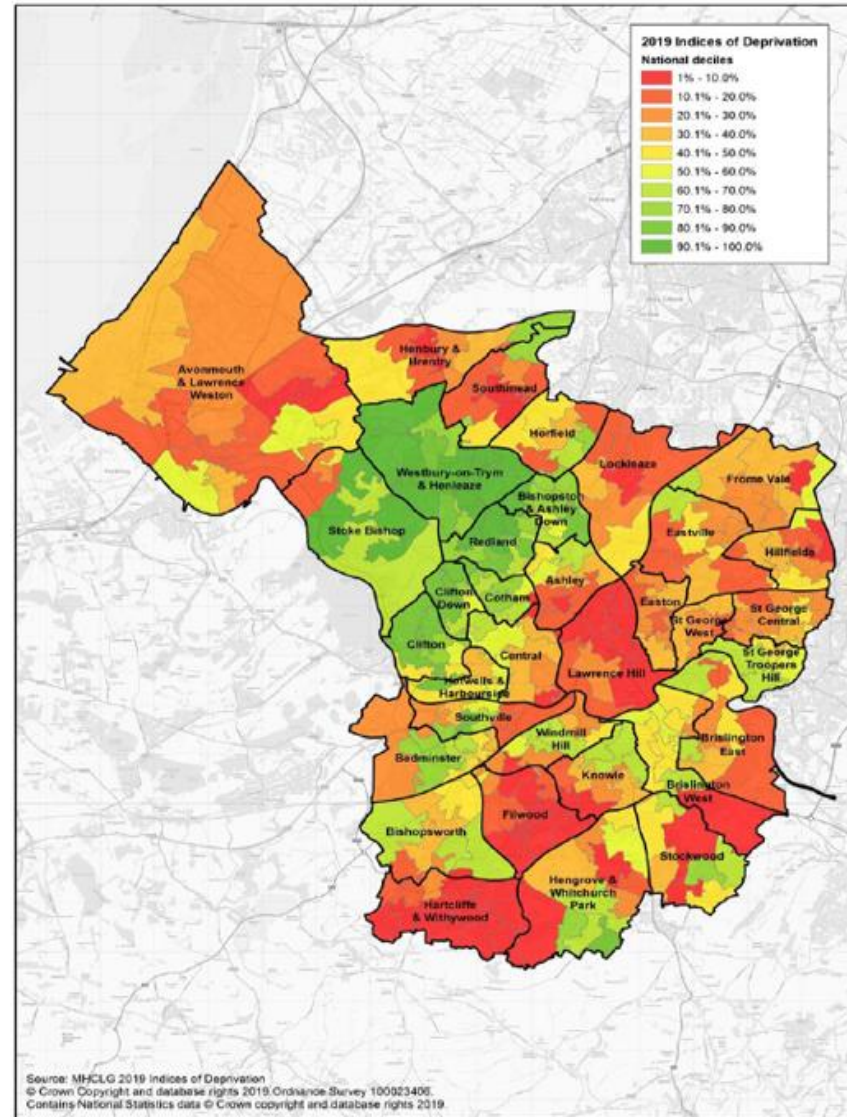 2019 Indices of Deprivation
National deciles
1% - 10.0%
10.1% - 20.0%
20.1% - 30.0%
30.1% - 40.0%
40.1% - 50.0%
50.1% - 60.0%
60.1% - 70.0%
70.1% - 80.0%
80.1% - 90.0%
90.1% - 100.0%
Avonmouth
& Lawrence
Weston
Henbury &
Brentry
Southmead
Horfield
Lockleaze
Frome Vale
Westbury-on-Trym
& Henleaze
Bishopston
& Ashley
Down
Eastville
Hillfields
Stoke Bishop
Redland
Ashley
Clifton
Down
Cotham
Easton
St George
West
St George
Central
Clifton
Central
Lawrence Hill
St George
Troopers
Hill
Hotwells &
Harbourside
Southville
Windmill
Hill
Brislington
East
Bedminster
Knowle
Brislington
West
Filwood
Bishopsworth
Stockwood
Hengrove &
Whitchurch
Park
Hartcliffe
& Withywood
Source: MHCLG 2019 Indices of Deprivation
© Crown Copyright and database rights 2019 Ordnance Survey 100023406.
Contains National Statistics data © Crown copyright and database rights 2019